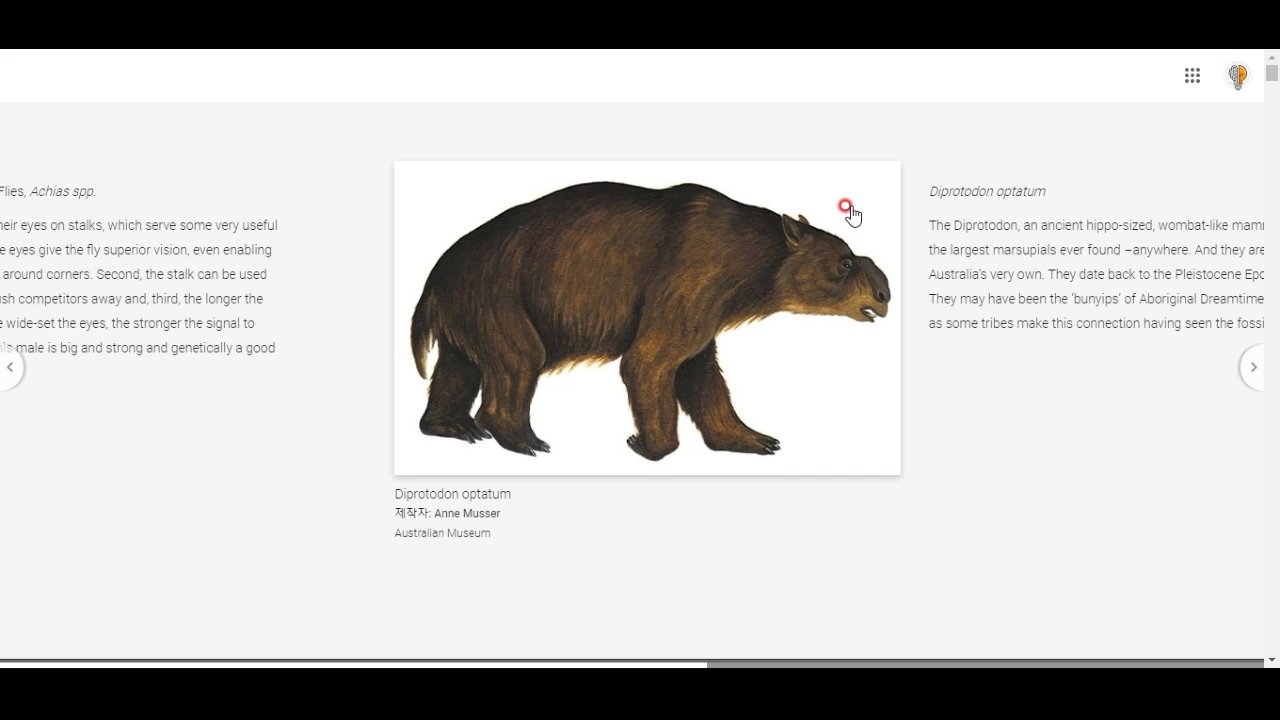 Flies, Achias spp.
heir eyes on stalks, which serve some very useful
e eyes give the fly superior vision, even enabling
around corners. Second, the stalk can be used
ush competitors away and, third, the longer the
e wide-set the eyes, the stronger the signal to
his male is big and strong and genetically a good
Diprotodon optatum
제작자: Anne Musser
Australian Museum
Diprotodon optatum
The Diprotodon, an ancient hippo-sized, wombat-like mam
the largest marsupials ever found –anywhere. And they are
Australia's very own. They date back to the Pleistocene Epo
They may have been the 'bunyips' of Aboriginal Dreamtime
as some tribes make this connection having seen the fossi